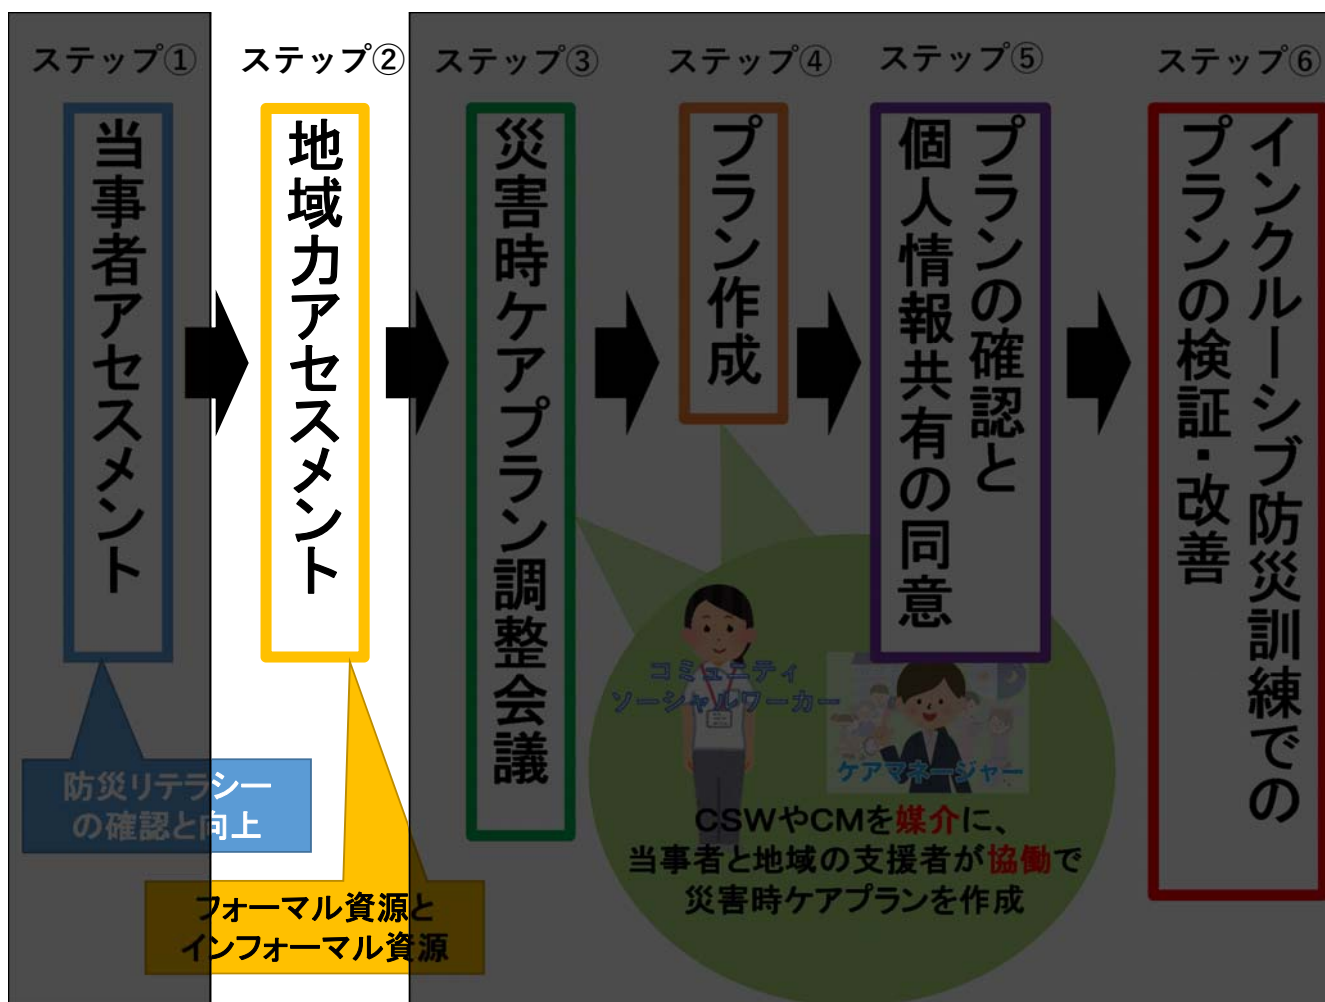 ステップ①
当事者アセスメント
防災リテラシー
の確認と向上
ステップ②
地域力アセスメント
フォーマル資源と
インフォーマル資源
ステップ③
災害時ケアプラン調整会議
ステップ④
プラン作成
コミュニティ
ソーシャルワーカー
ケアマネージャー
CSWやCMを媒介に、
当事者と地域の支援者が協働で
災害時ケアプランを作成
ステップ⑤
プランの確認と
個人情報共有の同意
ステップ⑥
インクルーシブ防災訓練での
プランの検証・改善